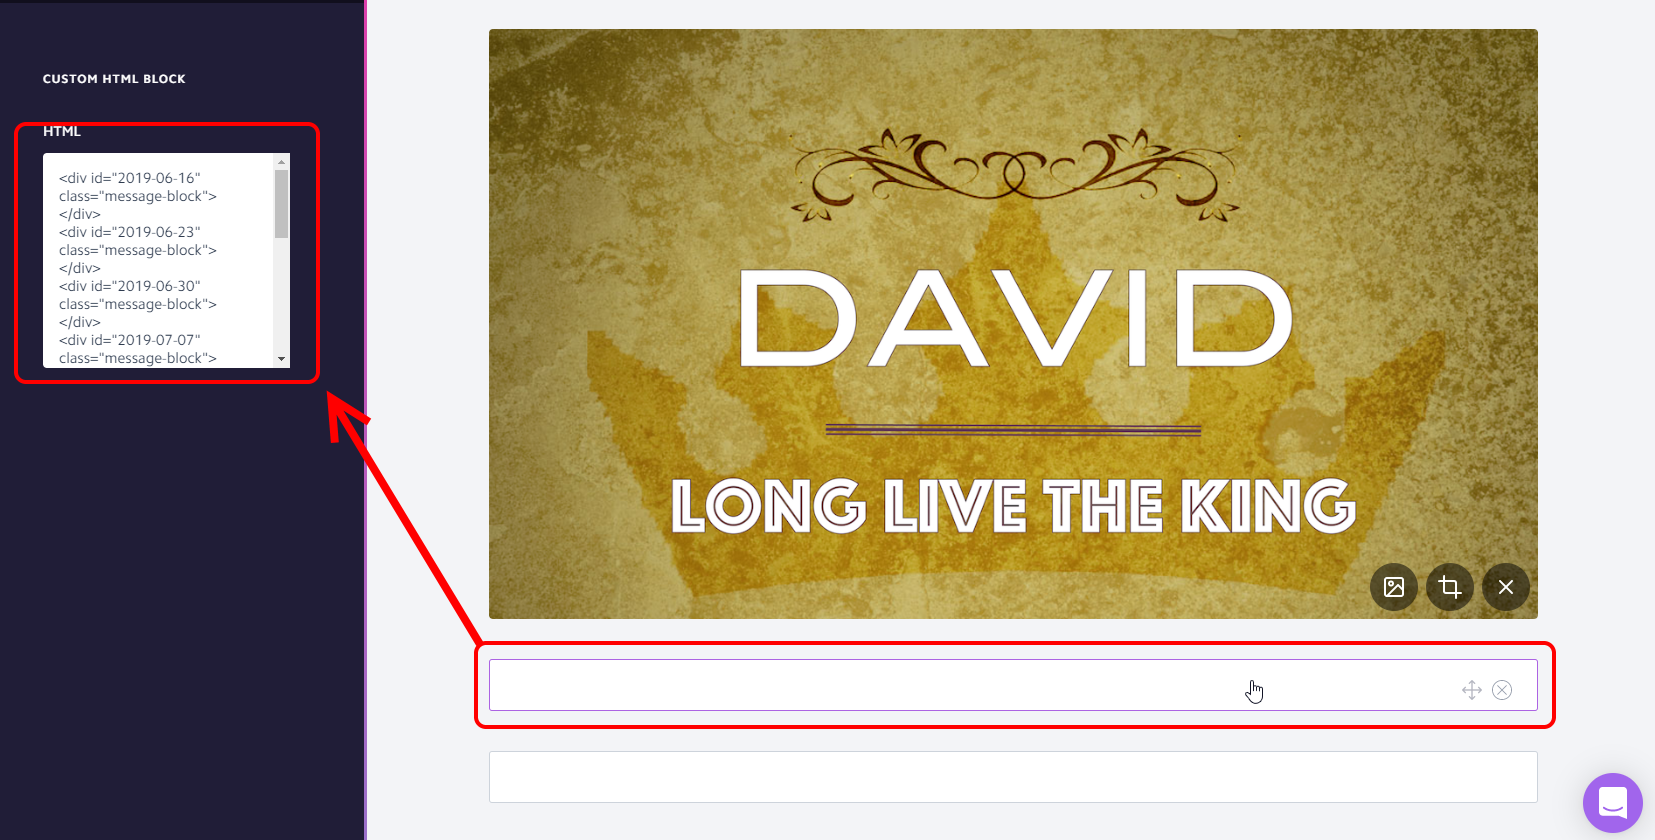 CUSTOM HTML BLOCK
HTML
<div id="2019-06-16"
class="message-block">
</div>
<div id="2019-06-23"
class="message-block">
</div>
<div id="2019-06-30"
class="message-block">
</div>
<div id="2019-07-07"
class="message-block">
DAVID
LONG LIVE THE KING